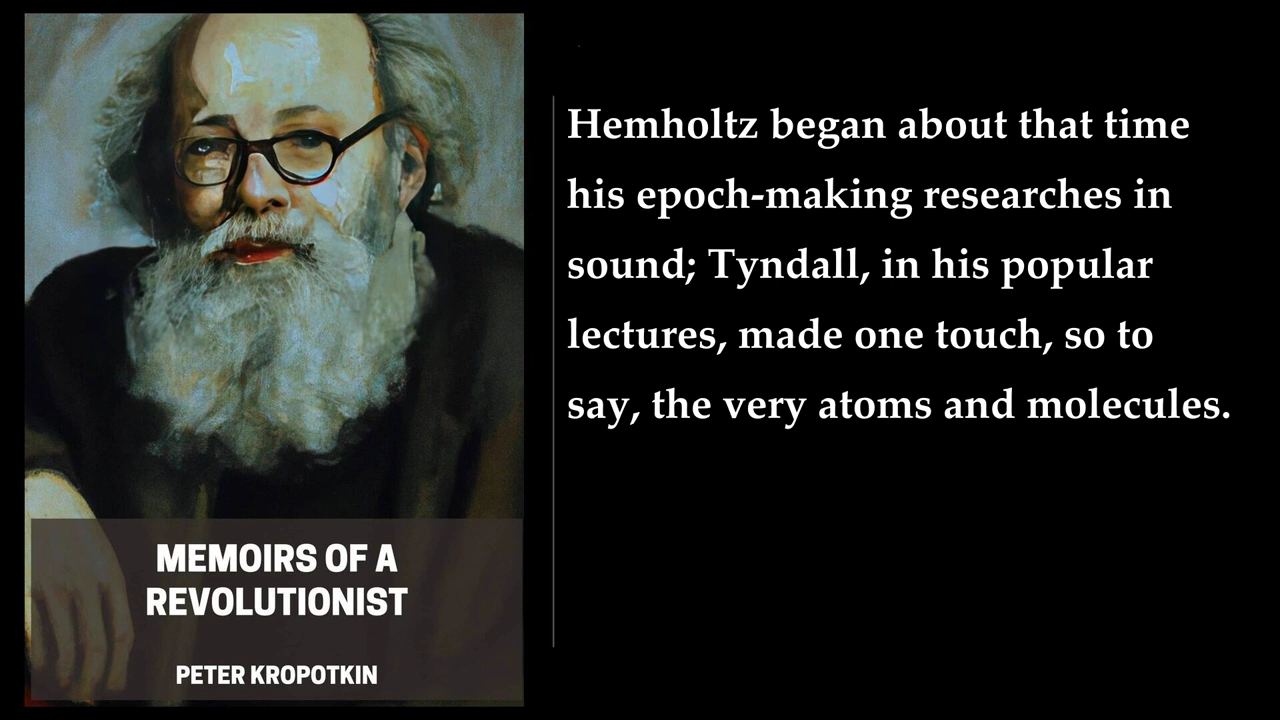 MEMOIRS OF A
REVOLUTIONIST
PETER KROPOTKIN
Hemholtz began about that time
his epoch-making researches in
sound; Tyndall, in his popular
lectures, made one touch, so to
say, the very atoms and molecules.